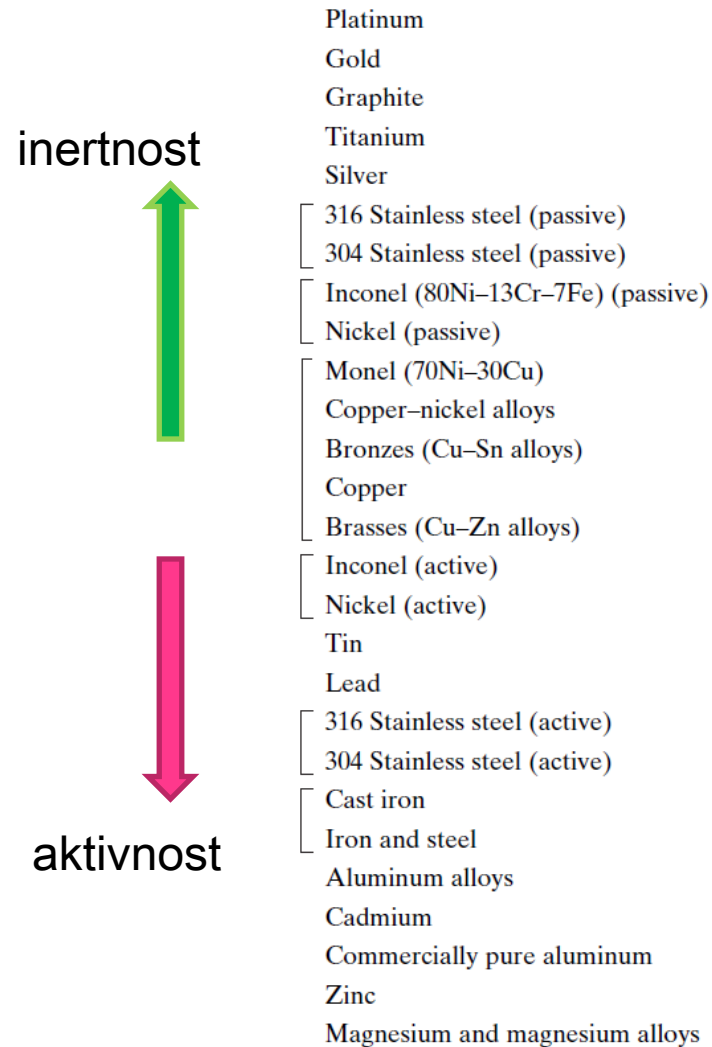 Platinum
Gold
Graphite
Titanium
inertnost
Silver
316 Stainless steel (passive)
304 Stainless steel (passive)
Inconel (80Ni–13Cr–7Fe) (passive)
Nickel (passive)
Monel (70Ni–30Cu)
Copper–nickel alloys
Bronzes (Cu–Sn alloys)
Copper
Brasses (Cu–Zn alloys)
Inconel (active)
Nickel (active)
Tin
Lead
316 Stainless steel (active)
304 Stainless steel (active)
Cast iron
Iron and steel
aktivnost
Aluminum alloys
Cadmium
Commercially pure aluminum
Zinc
Magnesium and magnesium alloys